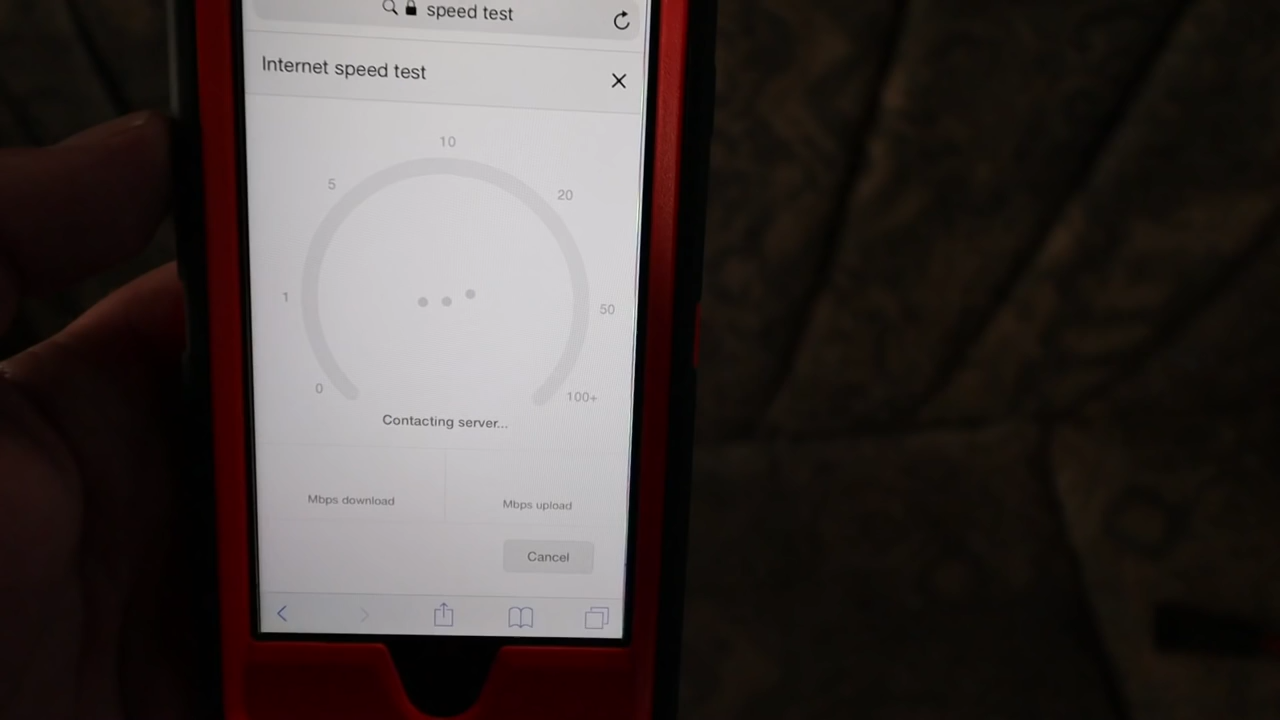 speed test
Internet speed test
10
5
20
1
50
0
100+
Contacting server...
Mbps download
Mbps upload
Cancel